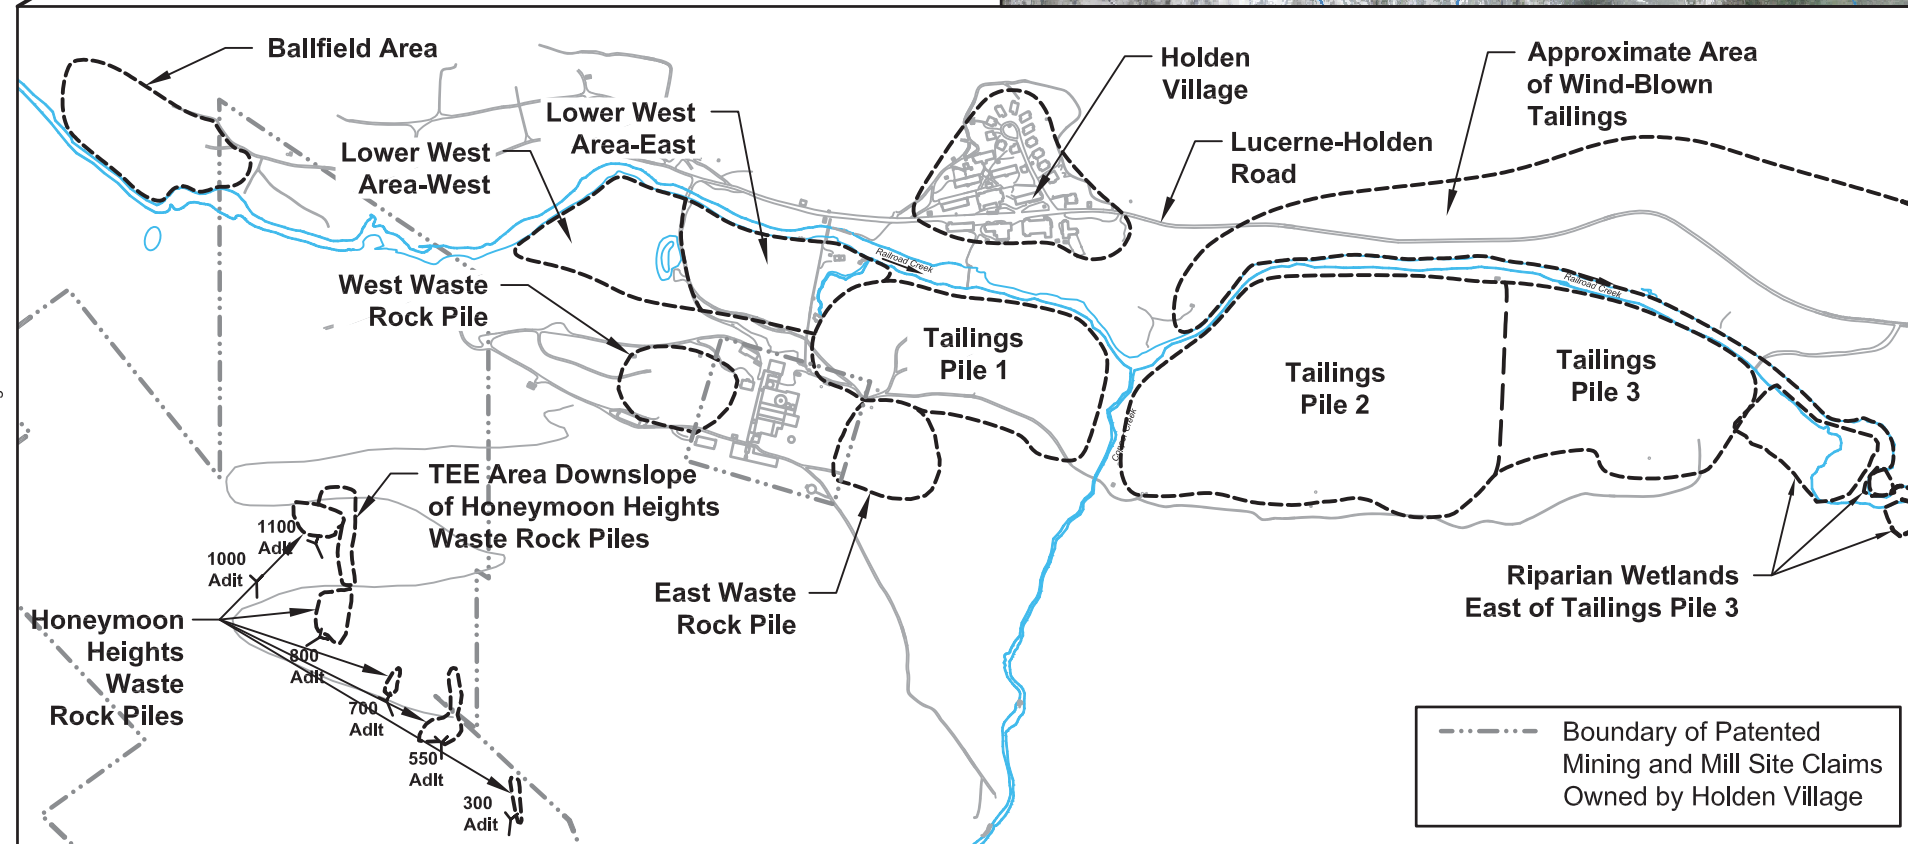 Ballfield Area
Lower West
Area-East
Lower West
Area-West
Holden
Village
Lucerne-Holden
Road
Approximate Area
of Wind-Blown
Tailings
Railroad Creek
Railroad Creek
West Waste
Rock Pile
Tailings
Pile 1
Tailings
Pile 2
Tailings
Pile 3
Copper Creek
TEE Area Downslope
of Honeymoon Heights
Waste Rock Piles
1100
Adit
1000
Adit
Honeymoon
Heights
Waste
Rock Piles
800
Adit
700
Adit
550
Adit
300
Adit
East Waste
Rock Pile
Riparian Wetlands
East of Tailings Pile 3
Boundary of Patented
Mining and Mill Site Claims
Owned by Holden Village